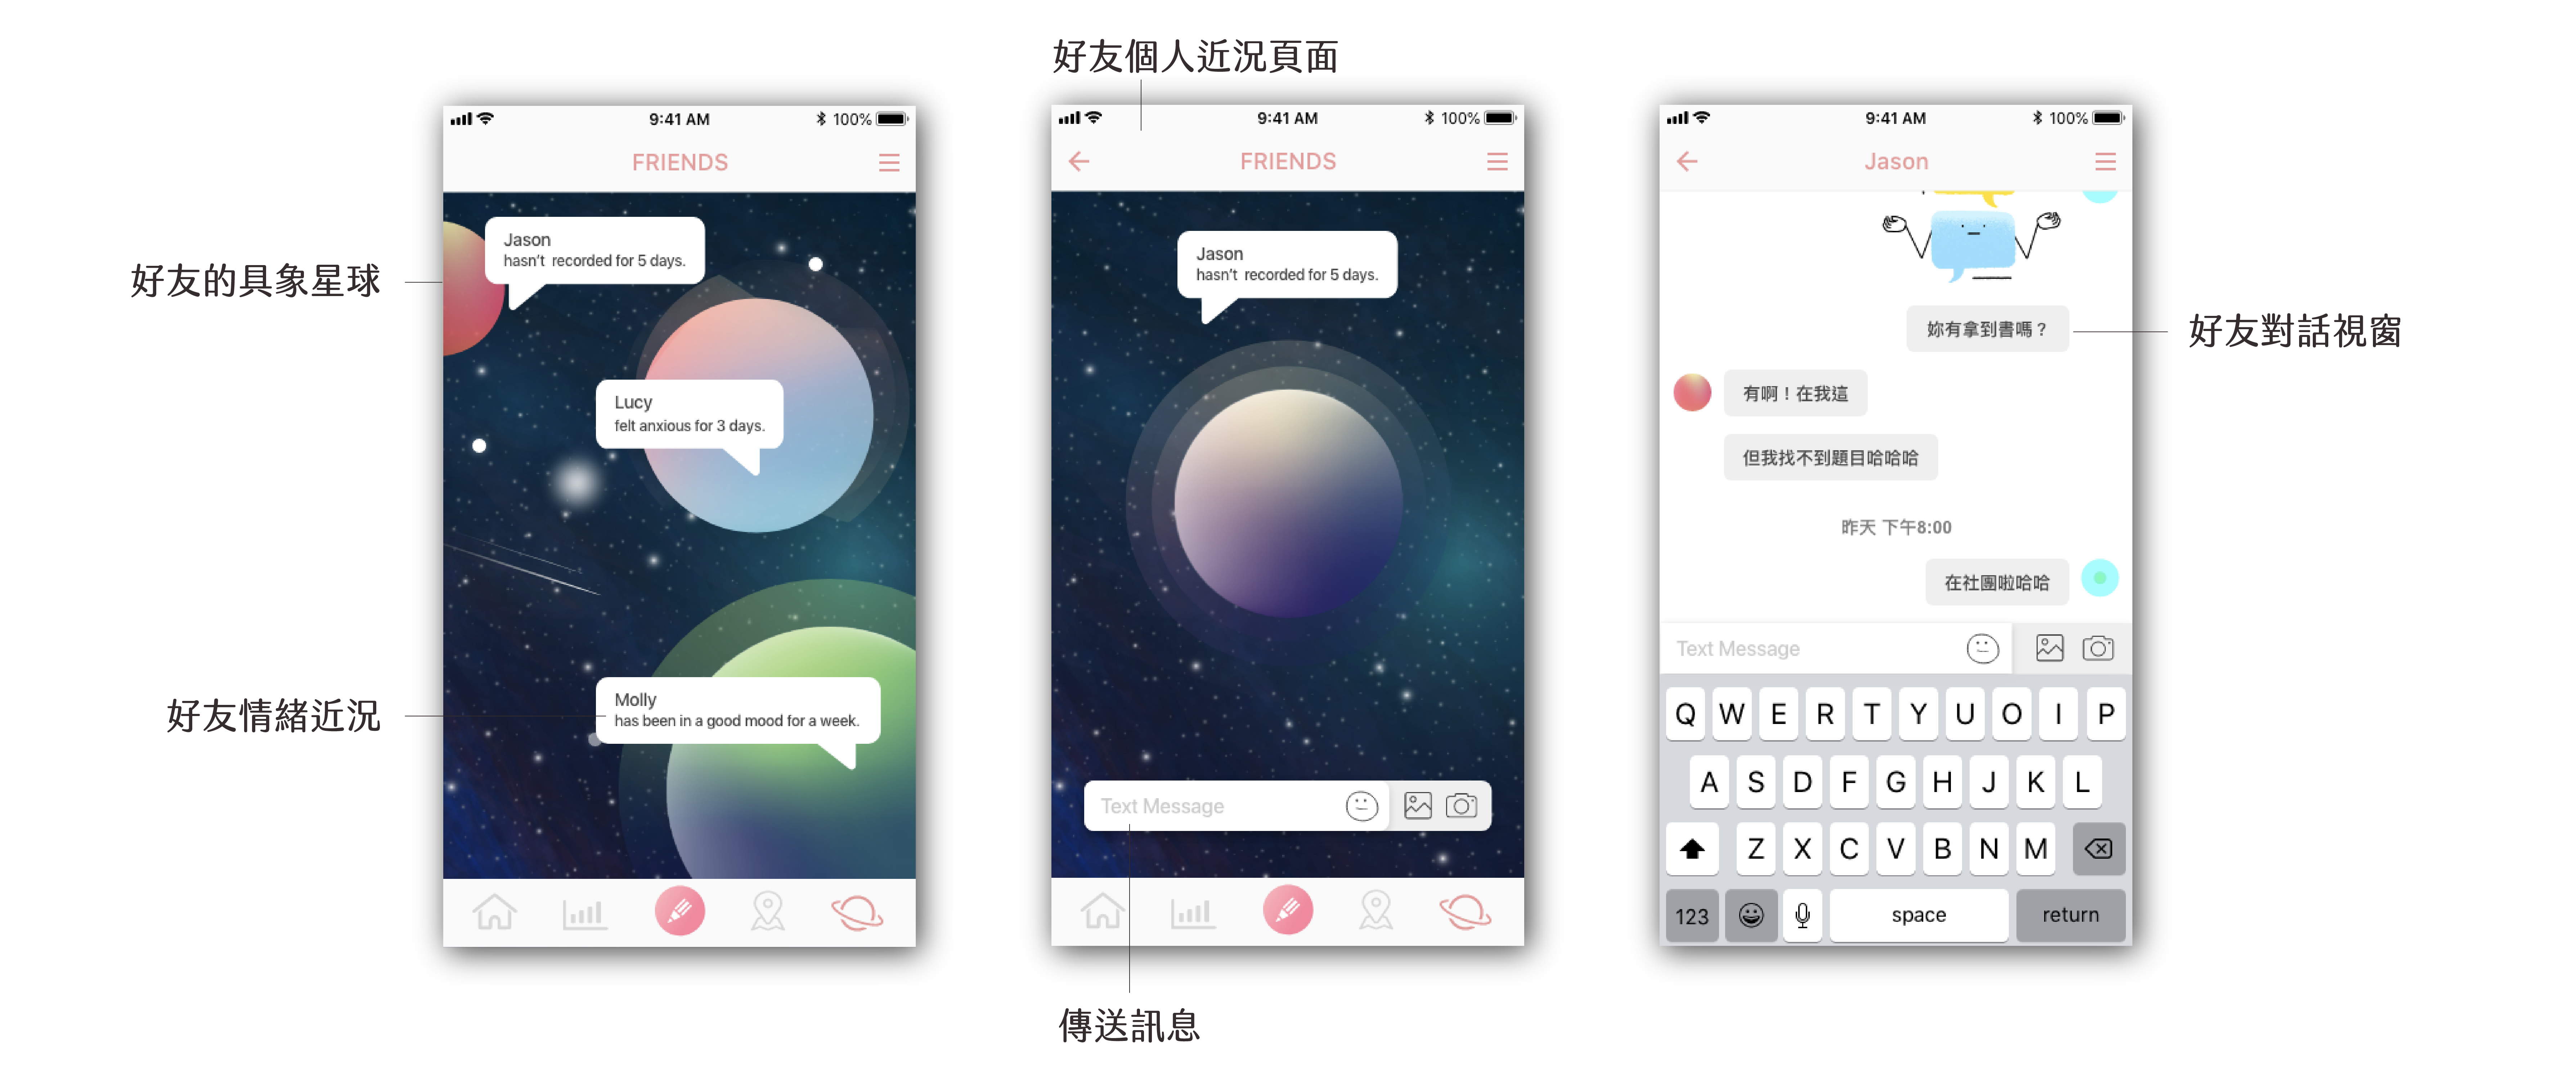 好友個人近況頁面
9:41 AM
100%
FRIENDS
Jason
hasn't recorded for 5 days.
Lucy
felt anxious for 3 days.
Molly
has been in a good mood for a week.
好友的具象星球
好友情緒近況
9:41 AM
100%
FRIENDS
Jason
hasn't recorded for 5 days.
Text Message
傳送訊息
9:41 AM
100%
Jason
妳有拿到書嗎？
有啊！在我這
但我找不到題目哈哈哈
昨天 下午8:00
在社團啦哈哈
Text Message
Q W E R T Y U O I P
A S D F G H J K L
Z X C V B N M
123 space return
好友對話視窗